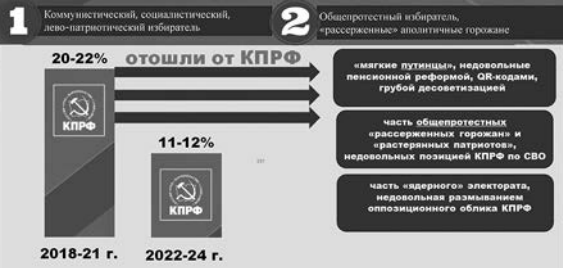 1
Коммунистический, социалистический,
лево-патриотический избиратель
2
Общепротестный избиратель,
«рассерженные» аполитичные горожане
20-22%
отошли от КПРФ
КПРФ
11-12%
КПРФ
2018-21 г.
2022-24 г.
«мягкие путинцы», недовольные
пенсионной реформой, QR-кодами,
грубой десоветизацией
часть общепротестных
«рассерженных горожан» и
«растерянных патриотов»,
недовольных позицией КПРФ по СВО
часть «ядерного» электората,
недовольная размыванием
оппозиционного облика КПРФ